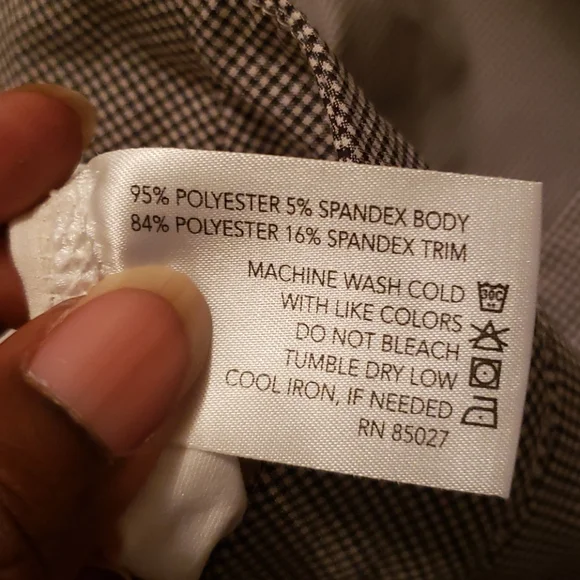 95% POLYESTER 5% SPANDEX BODY
84% POLYESTER 16% SPANDEX TRIM
MACHINE WASH COLD
30C
WITH LIKE COLORS
DO NOT BLEACH
TUMBLE DRY LOW
COOL IRON, IF NEEDED
RN 85027